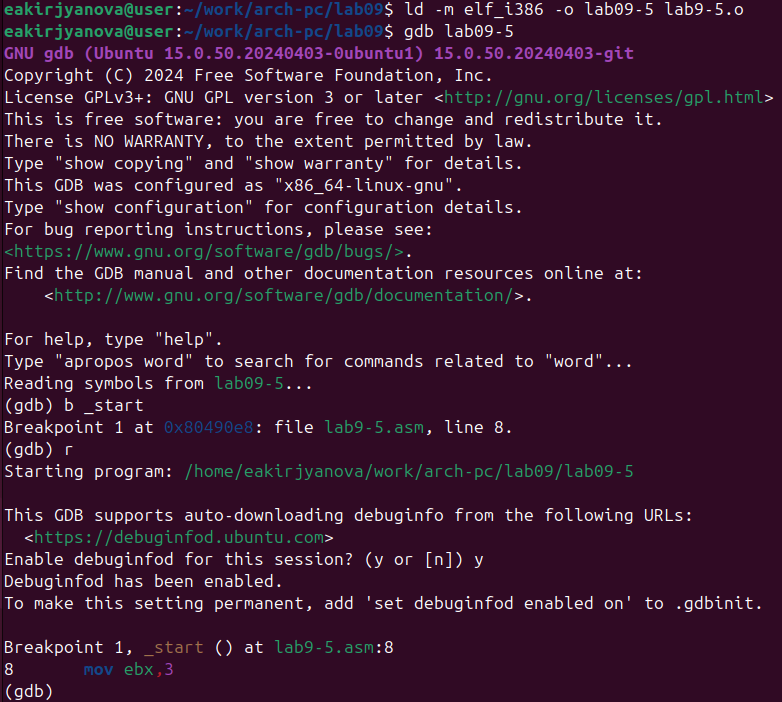 eakirjyanova@user:~/work/arch-pc/lab09$ ld -m elf_i386 -o lab09-5 lab9-5.o
eakirjyanova@user:~/work/arch-pc/lab09$ gdb lab09-5
GNU gdb (Ubuntu 15.0.50.20240403-0ubuntu1) 15.0.50.20240403-git
Copyright (C) 2024 Free Software Foundation, Inc.
License GPLv3+: GNU GPL version 3 or later <http://gnu.org/licenses/gpl.html>
This is free software: you are free to change and redistribute it.
There is NO WARRANTY, to the extent permitted by law.
Type "show copying" and "show warranty" for details.
This GDB was configured as "x86_64-linux-gnu".
Type "show configuration" for configuration details.
For bug reporting instructions, please see:
<https://www.gnu.org/software/gdb/bugs/>.
Find the GDB manual and other documentation resources online at:
    <http://www.gnu.org/software/gdb/documentation/>.

For help, type "help".
Type "apropos word" to search for commands related to "word"...
Reading symbols from lab09-5...
(gdb) b _start
Breakpoint 1 at 0x80490e8: file lab9-5.asm, line 8.
(gdb) r
Starting program: /home/eakirjyanova/work/arch-pc/lab09/lab09-5

This GDB supports auto-downloading debuginfo from the following URLs:
  <https://debuginfod.ubuntu.com>
Enable debuginfod for this session? (y or [n]) y
Debuginfod has been enabled.
To make this setting permanent, add 'set debuginfod enabled on' to .gdbinit.

Breakpoint 1, _start () at lab9-5.asm:8
8       mov ebx,3
(gdb)